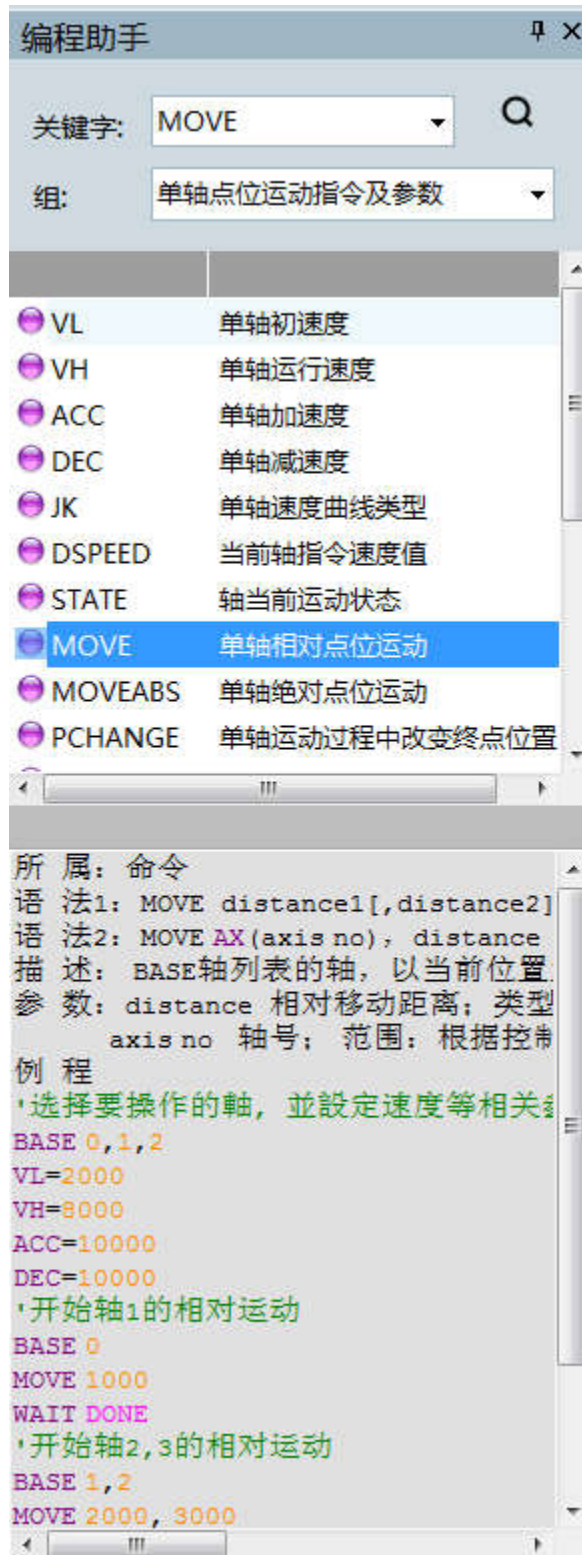 编程助手
关键字: MOVE
组: 单轴点位运动指令及参数
VL 单轴初速度
VH 单轴运行速度
ACC 单轴加速度
DEC 单轴减速度
JK 单轴速度曲线类型
DSPEED 当前轴指令速度值
STATE 轴当前运动状态
MOVE 单轴相对点位运动
MOVEABS 单轴绝对点位运动
PCHANGE 单轴运动过程中改变终点位置
所 属: 命令
语 法1: MOVE distance1[,distance2]
语 法2: MOVE AX(axis no), distance
描 述: BASE轴列表的轴, 以当前位置
参 数: distance 相对移动距离; 类型
axis no 轴号; 范围: 根据控制
例 程
'选择要操作的軸, 並設定速度等相关
BASE 0,1,2
VL=2000
VH=8000
ACC=10000
DEC=10000
'开始轴1的相对运动
BASE 0
MOVE 1000
WAIT DONE
'开始轴2,3的相对运动
BASE 1,2
MOVE 2000, 3000